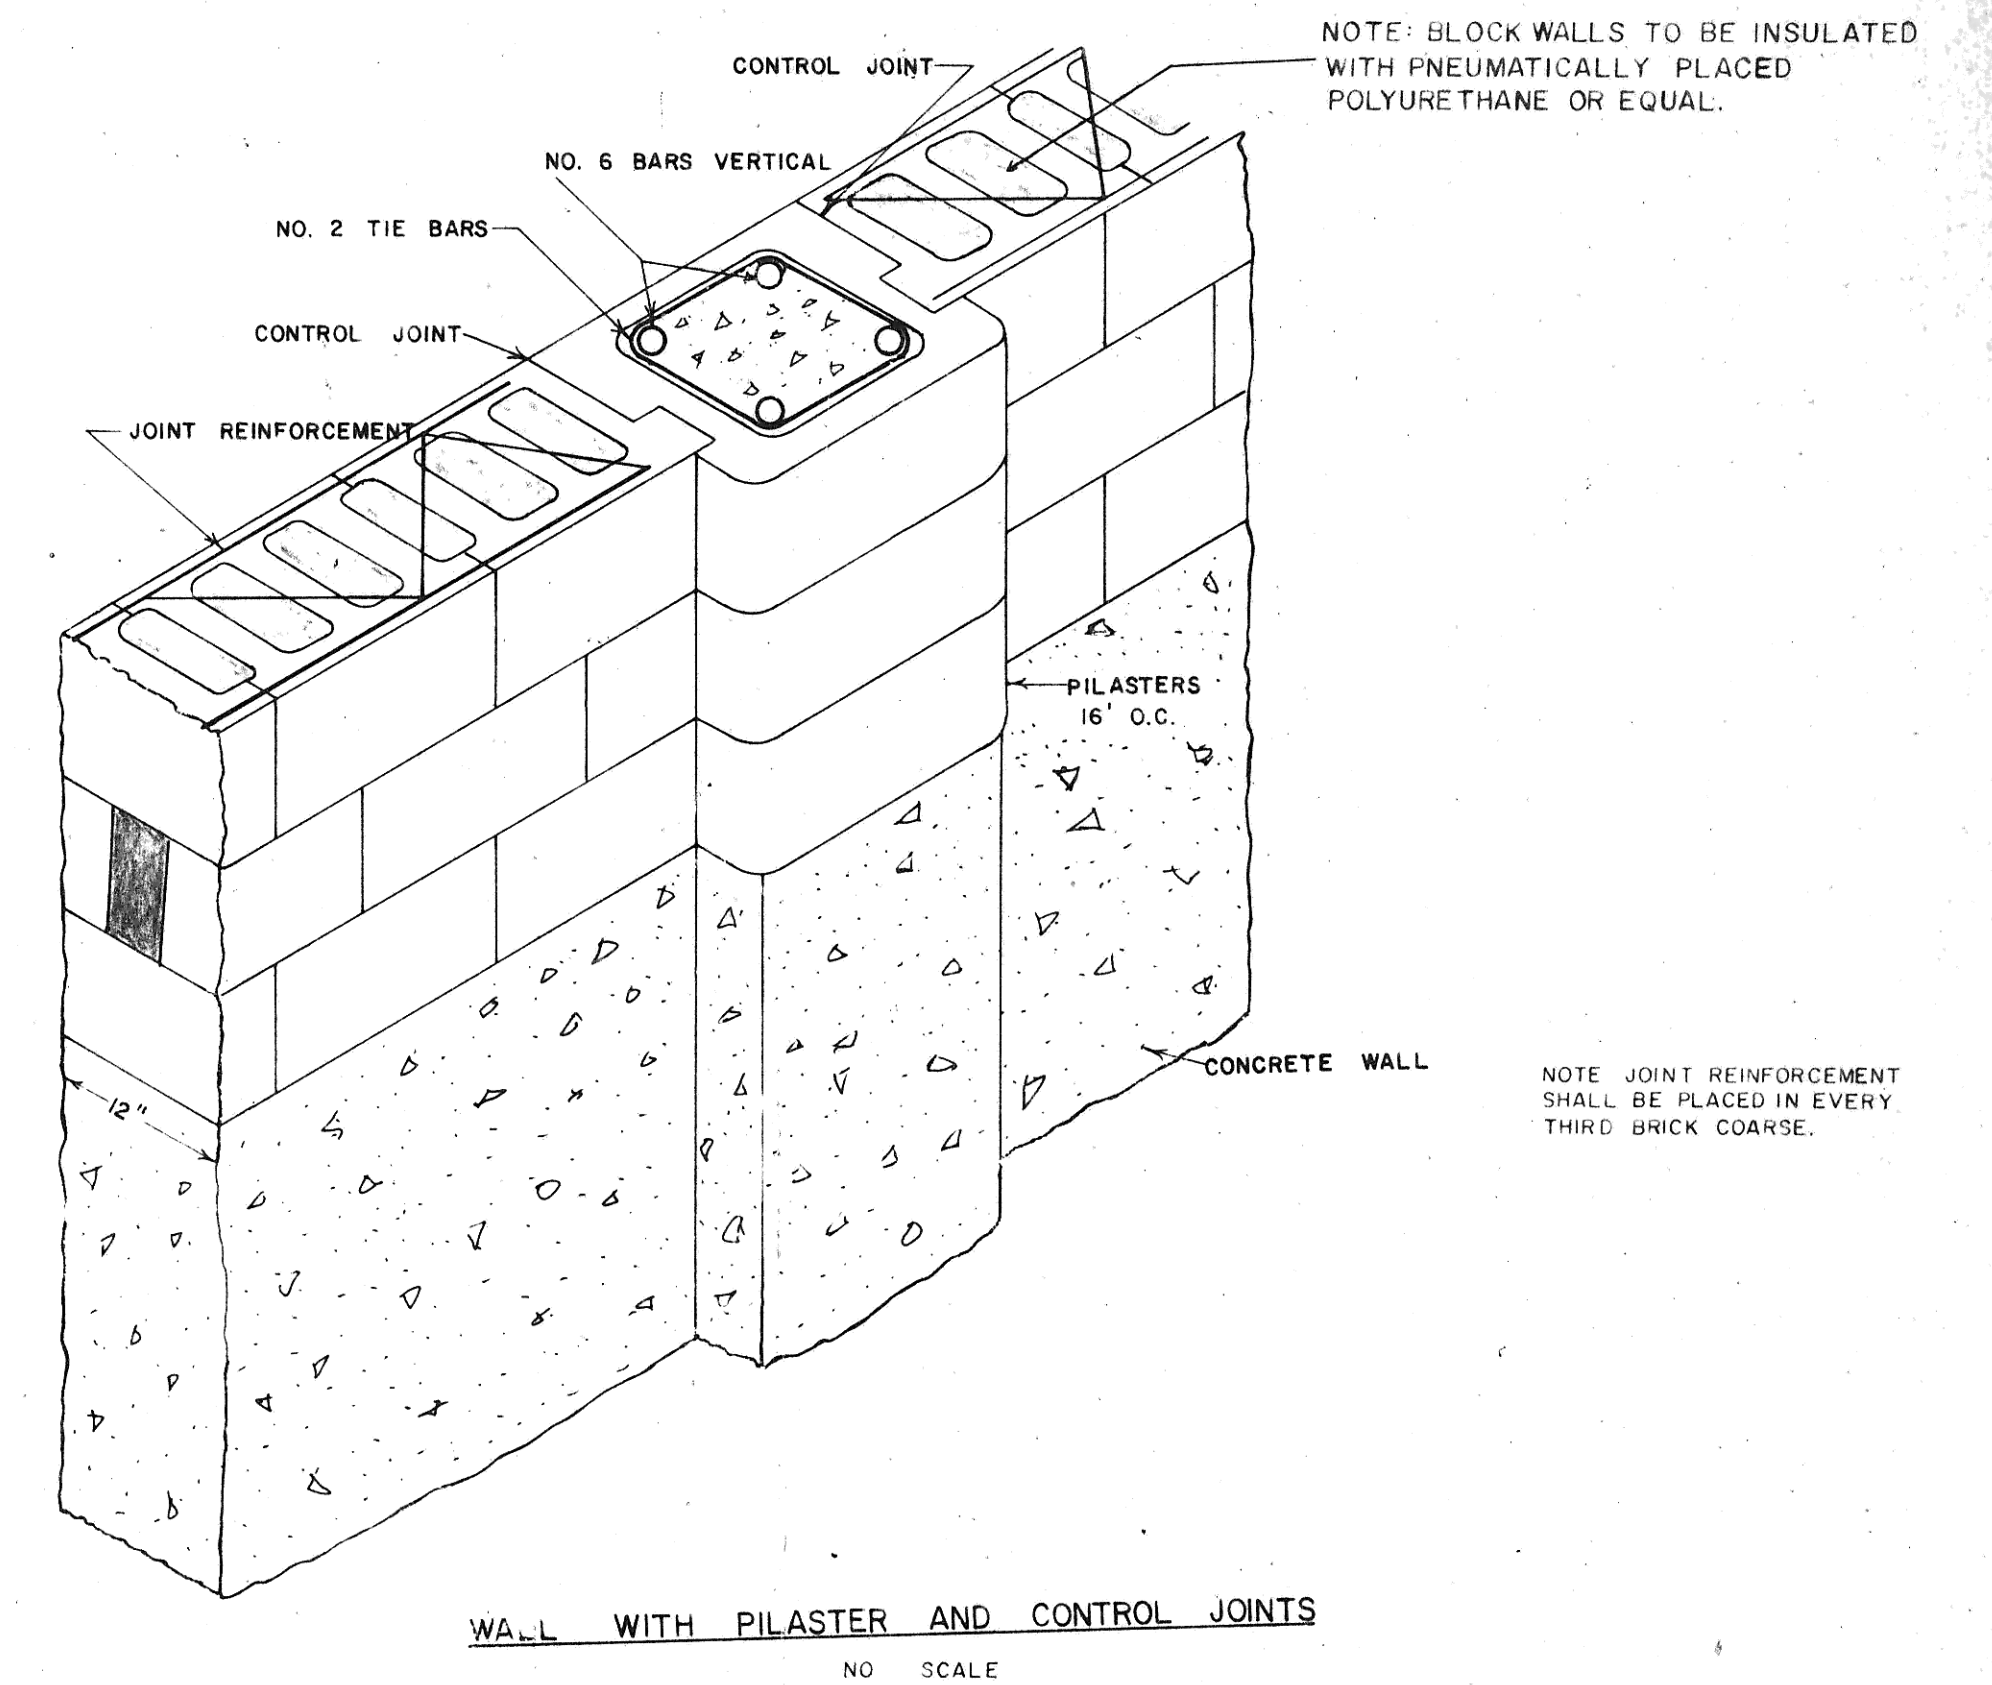 NOTE: BLOCK WALLS TO BE INSULATED
WITH PNEUMATICALLY PLACED
POLYURETHANE OR EQUAL.
CONTROL JOINT
NO. 6 BARS VERTICAL
NO. 2 TIE BARS
CONTROL JOINT
JOINT REINFORCEMENT
PILASTERS
16' O.C.
12"
CONCRETE WALL
NOTE JOINT REINFORCEMENT
SHALL BE PLACED IN EVERY
THIRD BRICK COARSE.
WALL WITH PILASTER AND CONTROL JOINTS
NO SCALE